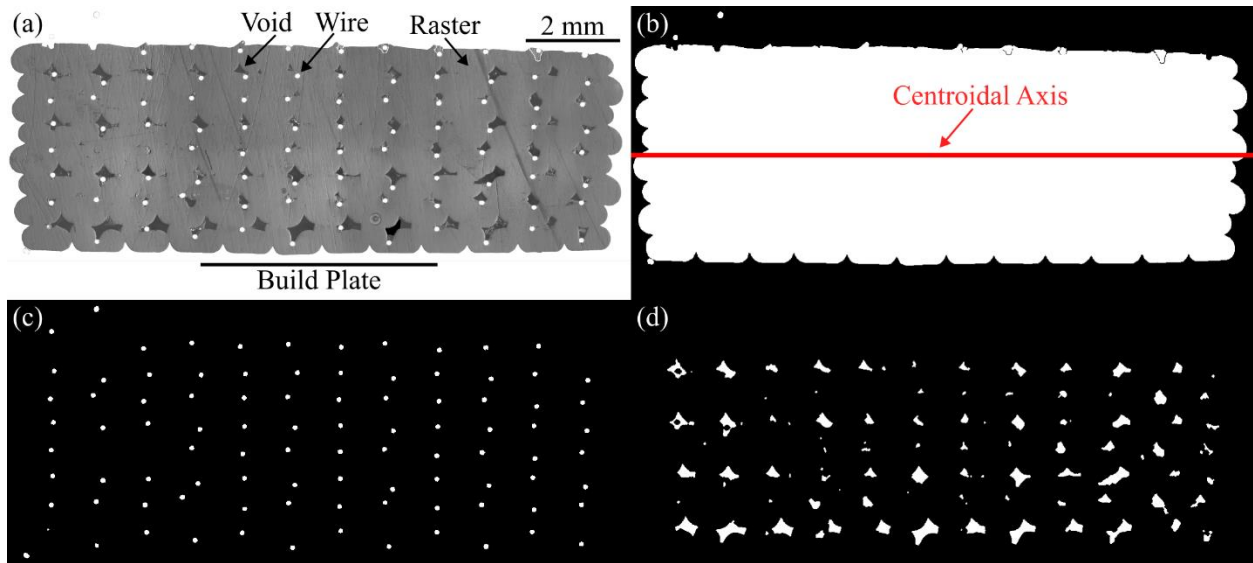 (a)
Void
Wire
Raster
2 mm
Build Plate
(b)
Centroidal Axis
(c)
(d)